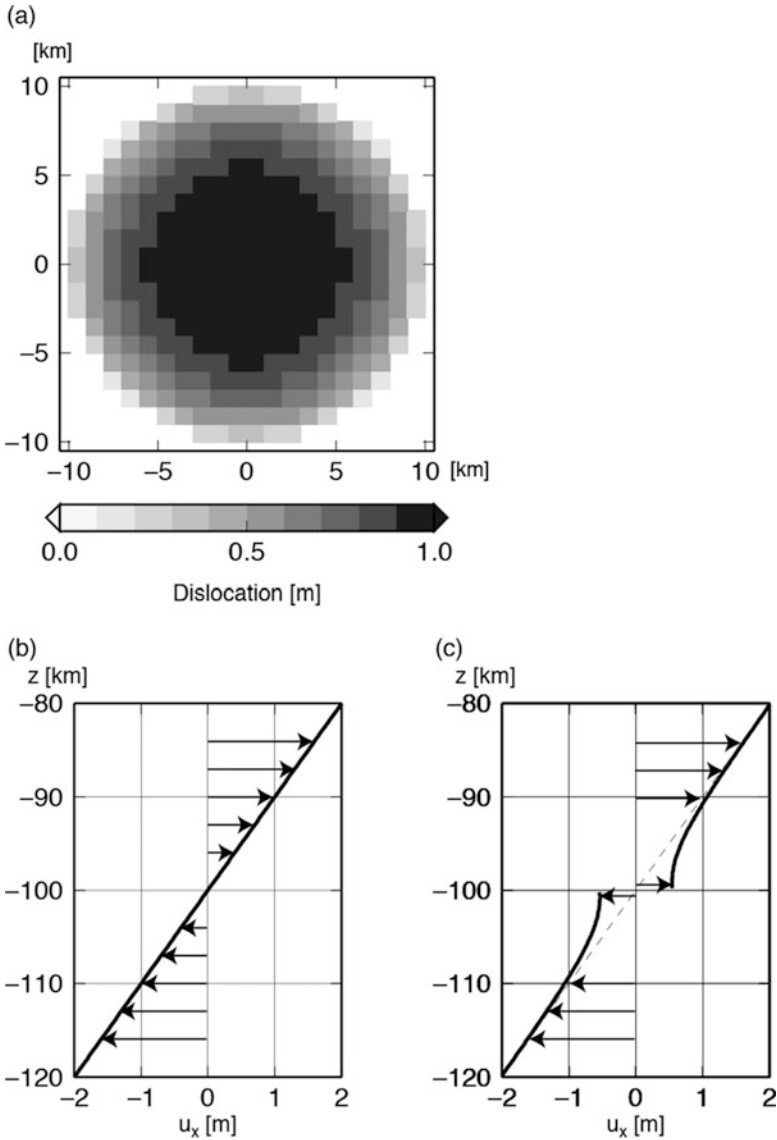 (a)
[km]
10
5
0
−5
−10
−10 −5 0 5 10 [km]
0.0 0.5 1.0
Dislocation [m]
(b)
z [km]
−80
−90
−100
−110
−120
−2 −1 0 1 2
u_x [m]
(c)
z [km]
−80
−90
−100
−110
−120
−2 −1 0 1 2
u_x [m]